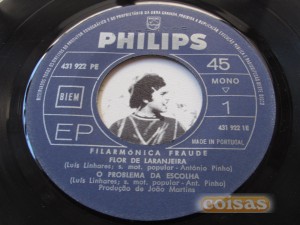 PHILIPS
431 922 PE
45
MONO
BIEM
1
EP
431 922 1E
MADE IN PORTUGAL
FILARMÓNICA FRAUDE
FLOR DE LARANJEIRA
(Luís Linhares; s. mot. popular - António Pinho)
O PROBLEMA DA ESCOLHA
(Luís Linhares; s. mot. popular - Ant. Pinho)
Produção de João Martins
coisas